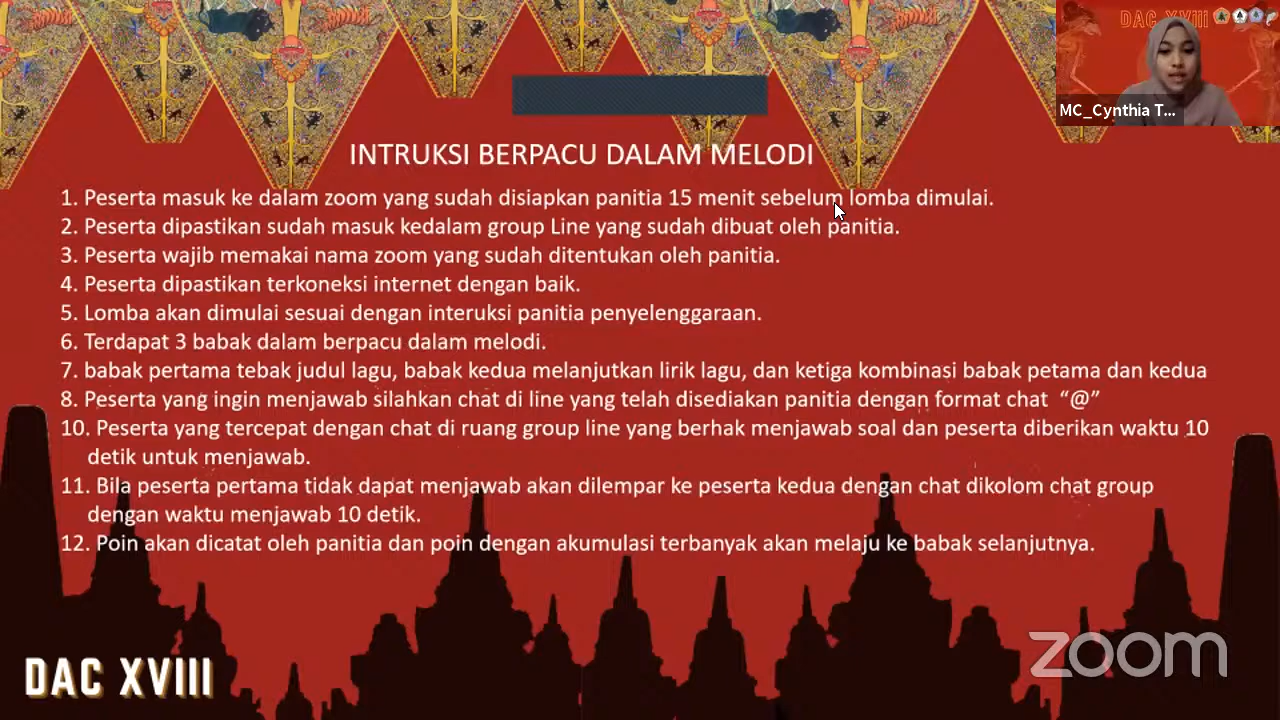 DAC XVIII
MC_Cynthia T...
INTRUKSI BERPACU DALAM MELODI
1. Peserta masuk ke dalam zoom yang sudah disiapkan panitia 15 menit sebelum lomba dimulai.
2. Peserta dipastikan sudah masuk kedalam group Line yang sudah dibuat oleh panitia.
3. Peserta wajib memakai nama zoom yang sudah ditentukan oleh panitia.
4. Peserta dipastikan terkoneksi internet dengan baik.
5. Lomba akan dimulai sesuai dengan interuksi panitia penyelenggaraan.
6. Terdapat 3 babak dalam berpacu dalam melodi.
7. babak pertama tebak judul lagu, babak kedua melanjutkan lirik lagu, dan ketiga kombinasi babak petama dan kedua
8. Peserta yang ingin menjawab silahkan chat di line yang telah disediakan panitia dengan format chat “@”
10. Peserta yang tercepat dengan chat di ruang group line yang berhak menjawab soal dan peserta diberikan waktu 10
detik untuk menjawab.
11. Bila peserta pertama tidak dapat menjawab akan dilempar ke peserta kedua dengan chat dikolom chat group
dengan waktu menjawab 10 detik.
12. Poin akan dicatat oleh panitia dan poin dengan akumulasi terbanyak akan melaju ke babak selanjutnya.
DAC XVIII
zoom